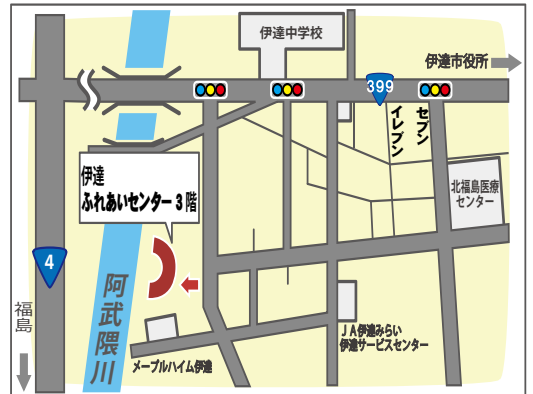 伊達中学校
伊達市役所
399
セブン
イレブン
伊達
ふれあいセンター3階
北福島医療
センター
4
阿武隈川
福島
JA伊達みらい
伊達サービスセンター
メープルハイム伊達